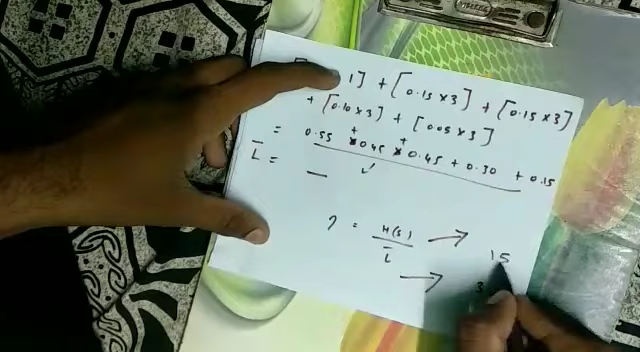 1] + [0.15 x 3] + [0.15 x 3]
+ [0.10 x 3] + [0.05 x 3]
= 0.55 + 0.45 + 0.45 + 0.30 + 0.15
L̅ = — ✓
η = H(s) / L̅ → 15
→ 3